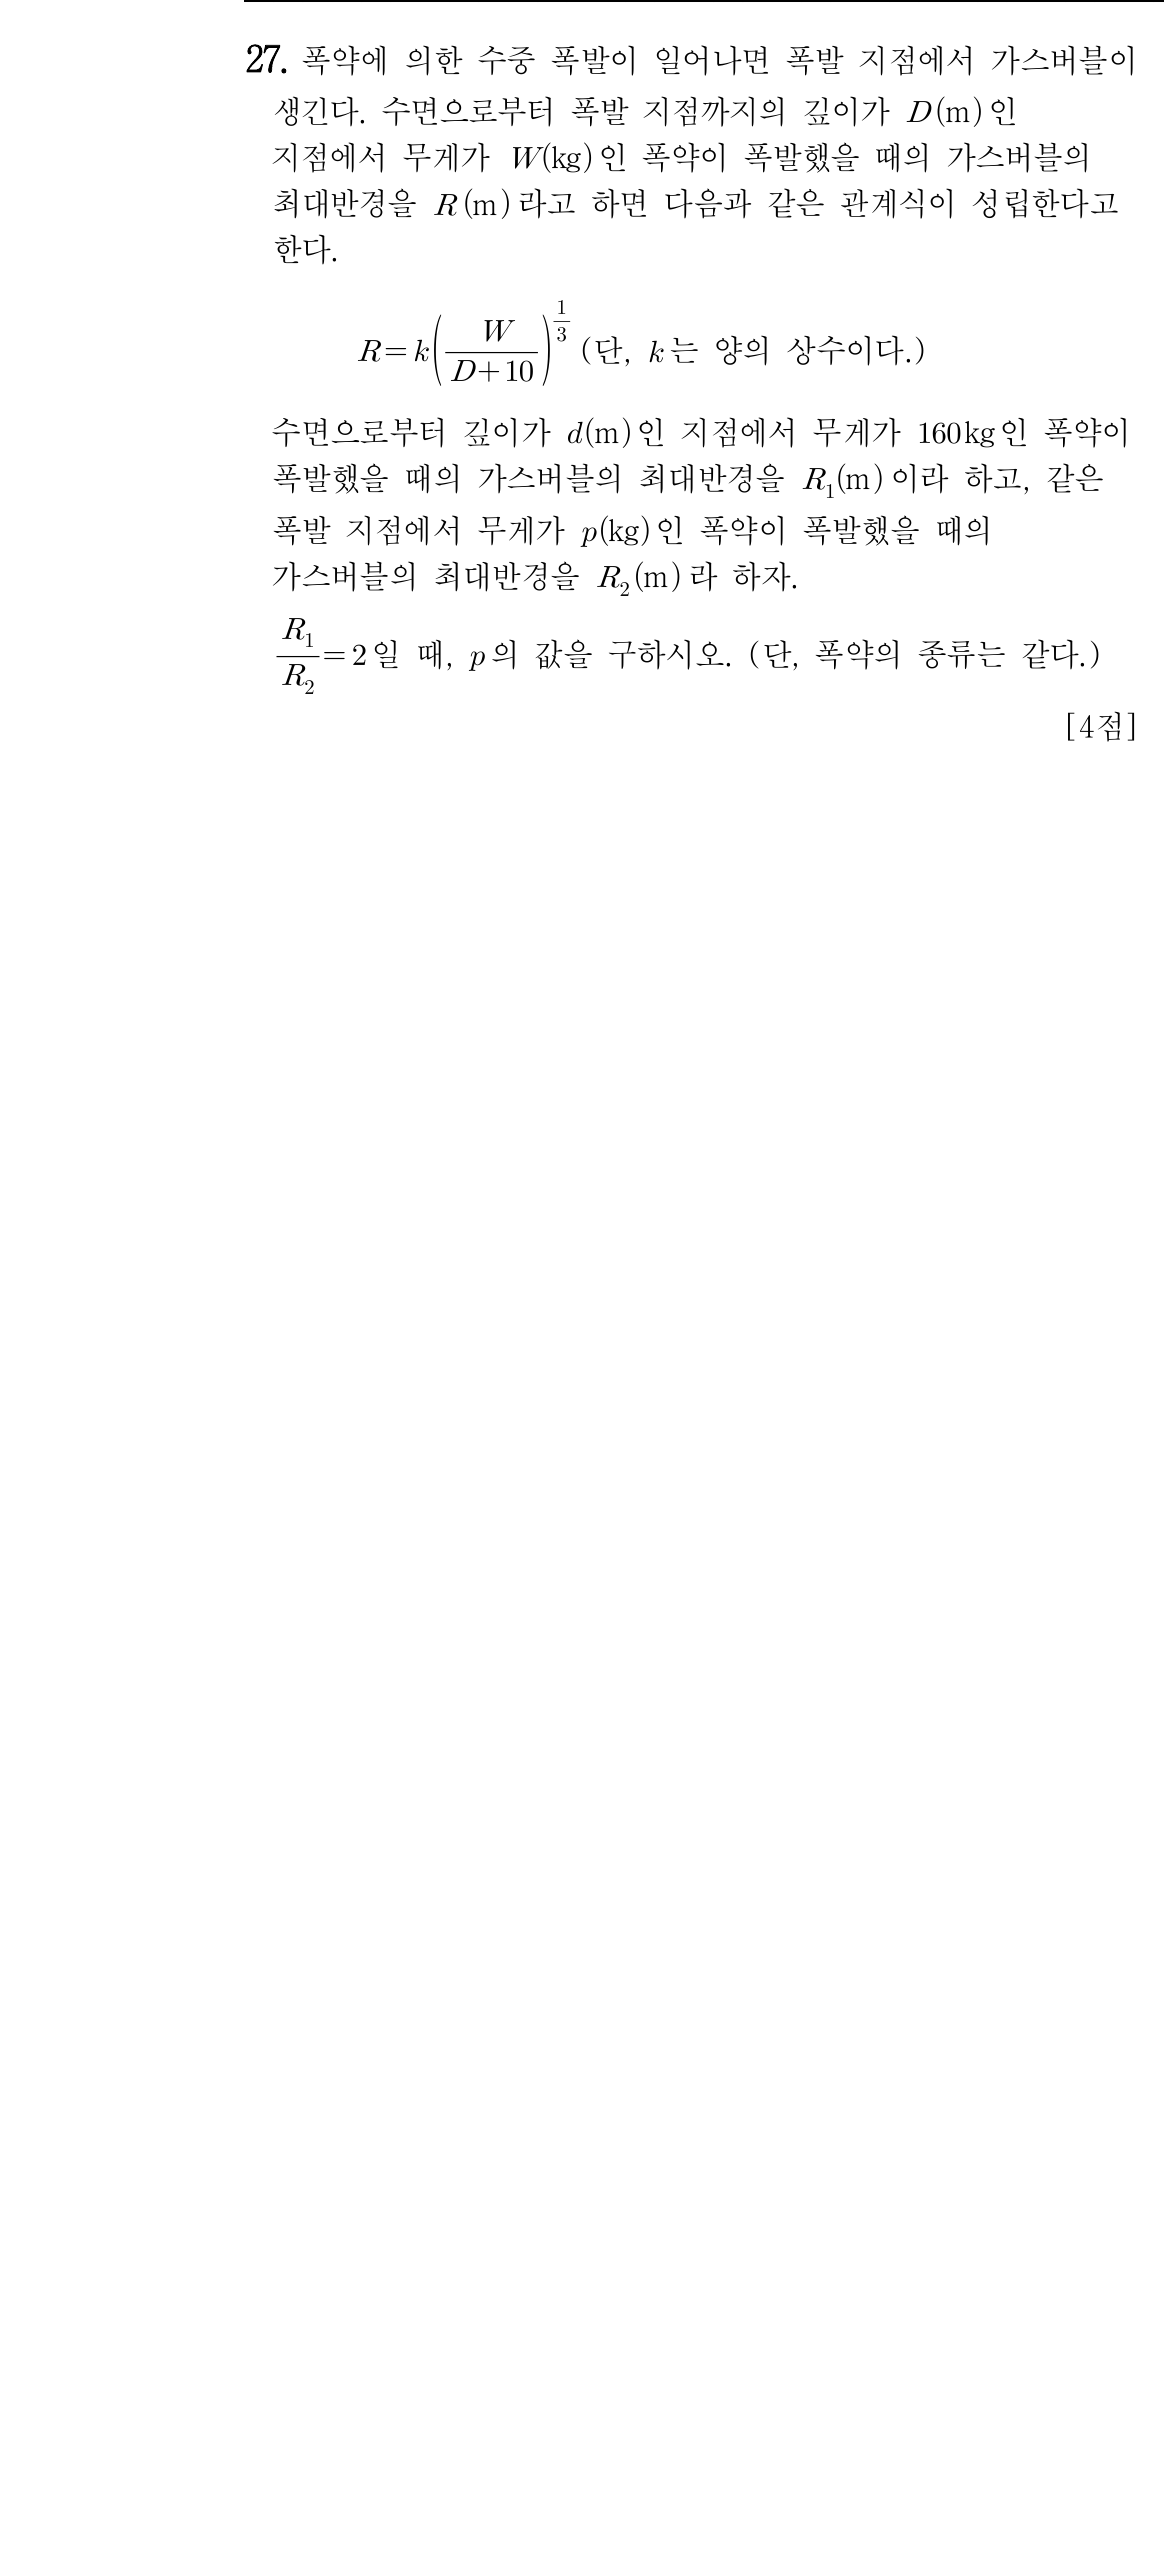 27. 폭약에 의한 수중 폭발이 일어나면 폭발 지점에서 가스버블이
생긴다. 수면으로부터 폭발 지점까지의 깊이가 D(m)인
지점에서 무게가 W(kg)인 폭약이 폭발했을 때의 가스버블의
최대반경을 R(m)라고 하면 다음과 같은 관계식이 성립한다고
한다.
R=k(W/(D+10))^(1/3) (단, k는 양의 상수이다.)
수면으로부터 깊이가 d(m)인 지점에서 무게가 160kg인 폭약이
폭발했을 때의 가스버블의 최대반경을 R₁(m)이라 하고, 같은
폭발 지점에서 무게가 p(kg)인 폭약이 폭발했을 때의
가스버블의 최대반경을 R₂(m)라 하자.
R₁/R₂=2일 때, p의 값을 구하시오. (단, 폭약의 종류는 같다.)
[4점]